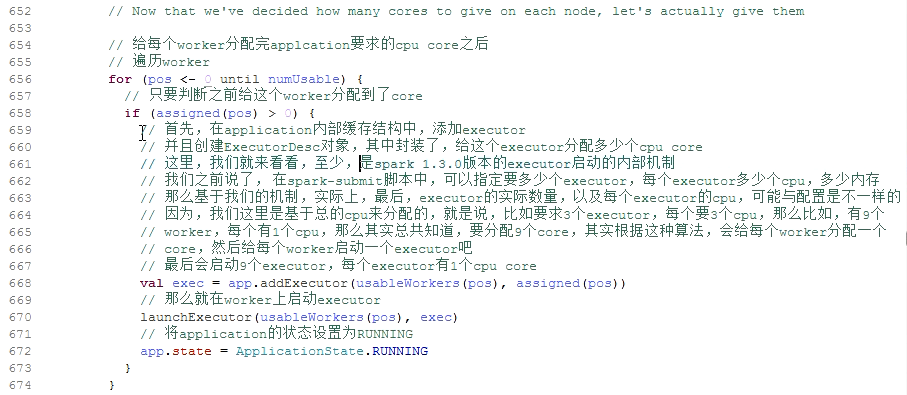 652 // Now that we've decided how many cores to give on each node, let's actually give them
653
654 // 给每个worker分配完applcation要求的cpu core之后
655 // 遍历worker
656 for (pos <- 0 until numUsable) {
657 // 只要判断之前给这个worker分配到了core
658 if (assigned(pos) > 0) {
659 // 首先，在application内部缓存结构中，添加executor
660 // 并且创建ExecutorDesc对象，其中封装了，给这个executor分配多少个cpu core
661 // 这里，我们就来看看，至少，是spark 1.3.0版本的executor启动的内部机制
662 // 我们之前说了，在spark-submit脚本中，可以指定要多少个executor，每个executor多少个cpu，多少内存
663 // 那么基于我们的机制，实际上，最后，executor的实际数量，以及每个executor的cpu，可能与配置是不一样的
664 // 因为，我们这里是基于总的cpu来分配的，就是说，比如要求3个executor，每个要3个cpu，那么比如，有9个
665 // worker，每个有1个cpu，那么其实总共知道，要分配9个core，其实根据这种算法，会给每个worker分配一个
666 // core，然后给每个worker启动一个executor吧
667 // 最后会启动9个executor，每个executor有1个cpu core
668 val exec = app.addExecutor(usableWorkers(pos), assigned(pos))
669 // 那么就在worker上启动executor
670 launchExecutor(usableWorkers(pos), exec)
671 // 将application的状态设置为RUNNING
672 app.state = ApplicationState.RUNNING
673 }
674 }